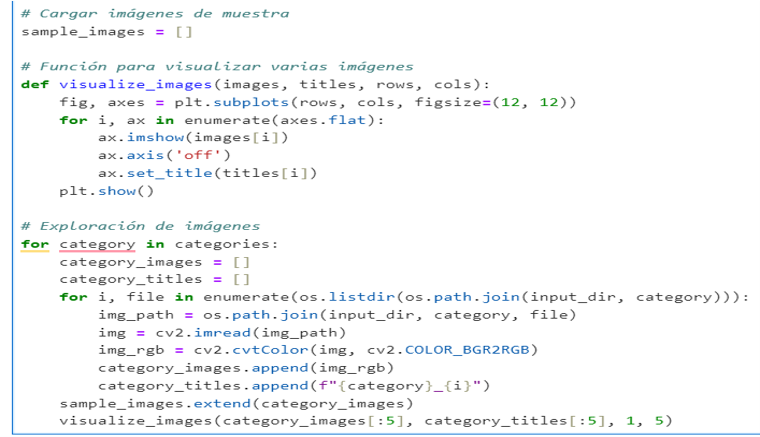 # Cargar imágenes de muestra
sample_images = []

# Función para visualizar varias imágenes
def visualize_images(images, titles, rows, cols):
    fig, axes = plt.subplots(rows, cols, figsize=(12, 12))
    for i, ax in enumerate(axes.flat):
        ax.imshow(images[i])
        ax.axis('off')
        ax.set_title(titles[i])
    plt.show()

# Exploración de imágenes
for category in categories:
    category_images = []
    category_titles = []
    for i, file in enumerate(os.listdir(os.path.join(input_dir, category))):
        img_path = os.path.join(input_dir, category, file)
        img = cv2.imread(img_path)
        img_rgb = cv2.cvtColor(img, cv2.COLOR_BGR2RGB)
        category_images.append(img_rgb)
        category_titles.append(f"{category}_{i}")
    sample_images.extend(category_images)
    visualize_images(category_images[:5], category_titles[:5], 1, 5)